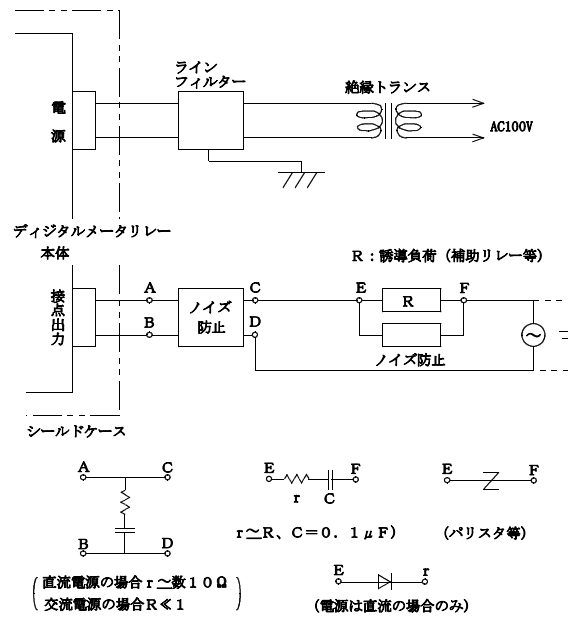 ライン
フィルター
絶縁トランス
電
源
AC100V
ディジタルメータリレー
本体
R：誘導負荷（補助リレー等）
接点出力
A
B
ノイズ
防止
C
D
E
R
F
ノイズ防止
シールドケース
A C
B D
直流電源の場合ｒ≃数１０Ω
交流電源の場合Ｒ≪１
E F
r C
ｒ≃Ｒ、Ｃ＝０．１μＦ）
E F
（パリスタ等）
E r
（電源は直流の場合のみ）